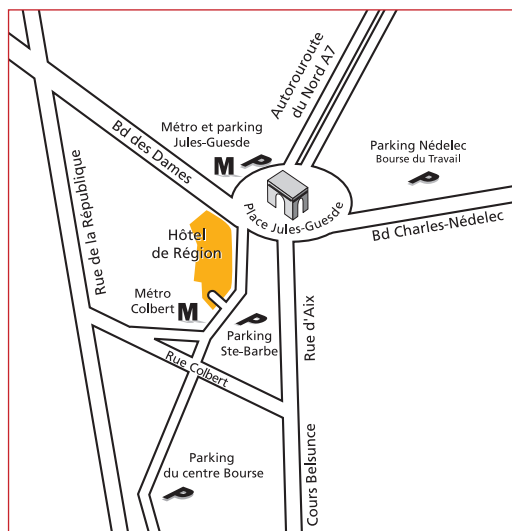 Autorouroute
du Nord A7
Bd des Dames
Métro et parking
Jules-Guesde
M P
Parking Nédelec
Bourse du Travail
P
Place Jules-Guesde
Bd Charles-Nédelec
Rue de la République
Hôtel
de Région
Métro
Colbert
M
P
Parking
Ste-Barbe
Rue d'Aix
Rue Colbert
Cours Belsunce
Parking
du centre Bourse
P